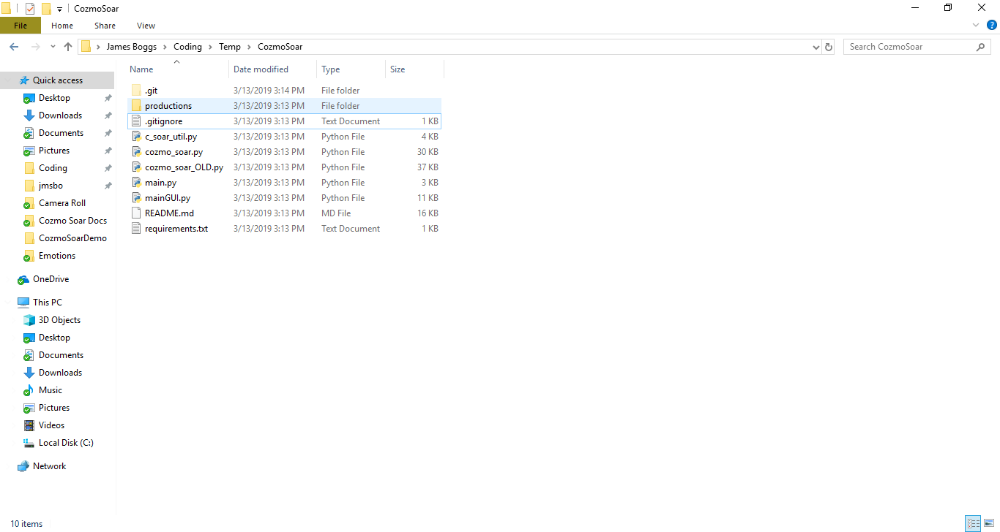 CozmoSoar
File Home Share View
James Boggs Coding Temp CozmoSoar Search CozmoSoar
Name Date modified Type Size
Quick access
Desktop
Downloads
Documents
Pictures
Coding
jmsbo
Camera Roll
Cozmo Soar Docs
CozmoSoarDemo
Emotions
OneDrive
This PC
3D Objects
Desktop
Documents
Downloads
Music
Pictures
Videos
Local Disk (C:)
Network
.git 3/13/2019 3:14 PM File folder
productions 3/13/2019 3:13 PM File folder
.gitignore 3/13/2019 3:13 PM Text Document 1 KB
c_soar_util.py 3/13/2019 3:13 PM Python File 4 KB
cozmo_soar.py 3/13/2019 3:13 PM Python File 30 KB
cozmo_soar_OLD.py 3/13/2019 3:13 PM Python File 37 KB
main.py 3/13/2019 3:13 PM Python File 3 KB
mainGUI.py 3/13/2019 3:13 PM Python File 11 KB
README.md 3/13/2019 3:13 PM MD File 16 KB
requirements.txt 3/13/2019 3:13 PM Text Document 1 KB
10 items